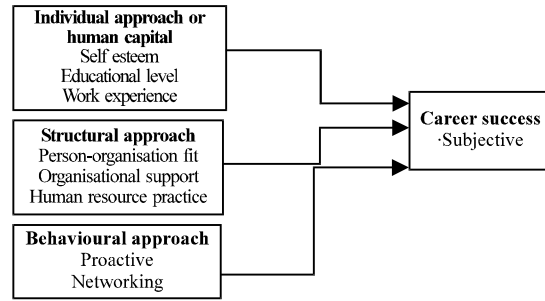 Individual approach or
human capital
Self esteem
Educational level
Work experience
Structural approach
Person-organisation fit
Organisational support
Human resource practice
Behavioural approach
Proactive
Networking
Career success
·Subjective